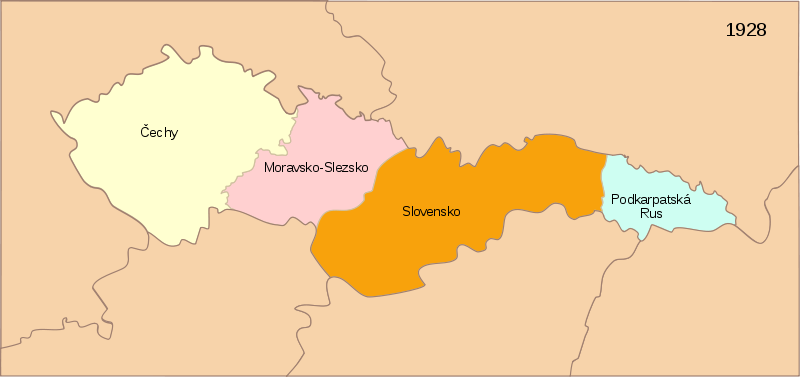 1928
Čechy
Moravsko-Slezsko
Slovensko
Podkarpatská
Rus